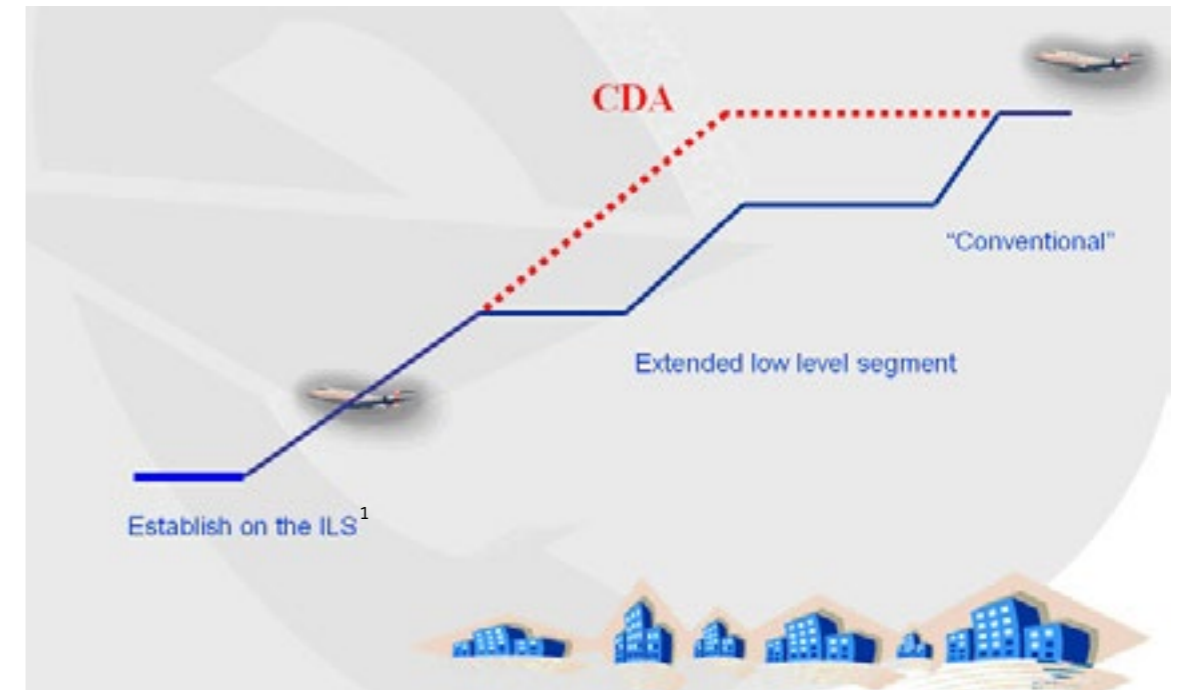 CDA
“Conventional”
Extended low level segment
Establish on the ILS1